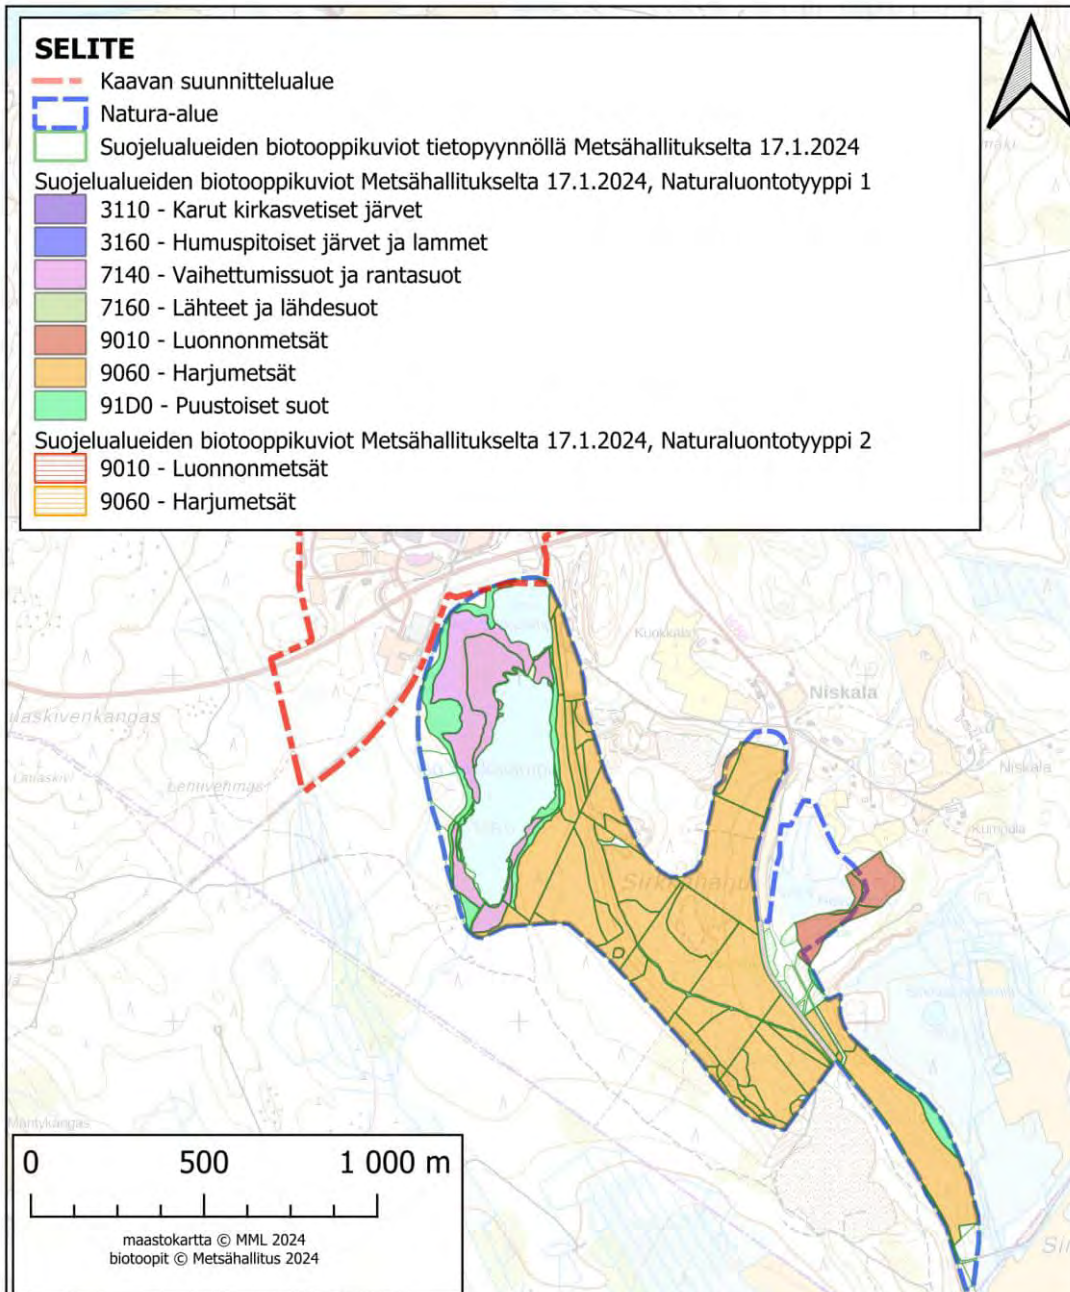 SELITE
Kaavan suunnittelualue
Natura-alue
Suojelualueiden biotooppikuviot tietopyynnöllä Metsähallitukselta 17.1.2024
Suojelualueiden biotooppikuviot Metsähallitukselta 17.1.2024, Naturaluontotyyppi 1
3110 - Karut kirkasvetiset järvet
3160 - Humuspitoiset järvet ja lammet
7140 - Vaihettumissuot ja rantasuot
7160 - Lähteet ja lähdesuot
9010 - Luonnonmetsät
9060 - Harjumetsät
91D0 - Puustoiset suot
Suojelualueiden biotooppikuviot Metsähallitukselta 17.1.2024, Naturaluontotyyppi 2
9010 - Luonnonmetsät
9060 - Harjumetsät
Kuokkala
Niskala
Niskala
Kumpula
Mäntykangas
0 500 1 000 m
maastokartta © MML 2024
biotoopit © Metsähallitus 2024